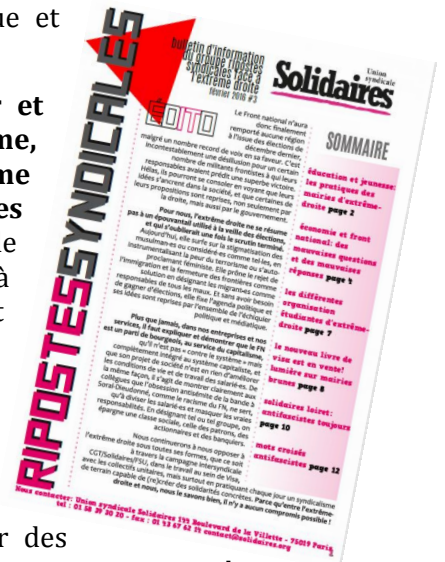 ue et
r et
me,
me
es
e
à
t
r des
RIPOSTES SYNDICALES
bulletin d'information
du groupe ripostes
syndicales face à
l'extrême droite
février 2016 #3
Union
syndicale
Solidaires
ÉDITO
Le Front national n'aura
donc finalement
remporté aucune région
à l'issue des élections de
décembre dernier,
malgré un nombre record de voix en sa faveur. C'est
incontestablement une désillusion pour un certain
nombre de militants frontistes à qui leurs
responsables avaient prédit une superbe victoire.
Hélas, ils pourront se consoler en voyant que leurs
idées s'ancrent dans la société, et que certaines de
leurs propositions sont reprises, non seulement par
la droite, mais aussi par le gouvernement.
Pour nous, l'extrême droite ne se résume
pas à un épouvantail utilisé à la veille des élections,
et qui s'oublierait une fois le scrutin terminé.
Aujourd'hui, elle surfe sur la stigmatisation des
musulman-es ou considéré-es comme tel-les, en
instrumentalisant la peur du terrorisme ou s'auto-
proclamant féministe. Elle prône le rejet de
l'immigration et la fermeture des frontières comme
solution en désignant les migrant-es comme
responsables de tous les maux. Et sans avoir besoin
de gagner d'élections, elle fixe l'agenda politique et
ses idées sont reprises par l'ensemble de l'échiquier
politique et médiatique.
Plus que jamais, dans nos entreprises et nos
services, il faut expliquer et démontrer que le FN
est un parti de bourgeois, au service du capitalisme,
qu'il n'est pas « contre le système » mais
complètement intégré au système capitaliste, et
que son projet de société n'est en rien d'améliorer
les conditions de vie et de travail des salarié-es. De
la même façon, il s'agit de montrer clairement aux
collègues que l'obsession antisémite de la bande à
Soral-Dieudonné, comme le racisme du FN, ne sert,
qu'à diviser les salarié-es et masquer les vraies
responsabilités. En désignant tel ou tel groupe, on
épargne une classe sociale, celle des patrons, des
actionnaires et des banquiers.
Nous continuerons à nous opposer à
l'extrême droite sous toutes ses formes, que ce soit
à travers la campagne intersyndicale
CGT/Solidaires/FSU, dans le travail au sein de Visa,
avec les collectifs unitaires, mais surtout en pratiquant chaque jour un syndicalisme
de terrain capable de (re)créer des solidarités concrètes. Parce qu'entre l'extrême-
droite et nous, nous le savons bien, il n'y a aucun compromis possible !
SOMMAIRE
éducation et jeunesse:
les pratiques des
mairies d'extrême-
droite page 2
économie et front
national: des
mauvaises questions
et des mauvaises
réponses page 4
les différentes
organisation
étudiantes d'extrême-
droite page 7
le nouveau livre de
visa est en vente!
lumière sur mairies
brunes page 8
solidaires loiret:
antifascistes toujours
page 10
mots croisés
antifascistes page 12
Nous contacter: Union syndicale Solidaires 144 Boulevard de la Villette - 75019 Paris
tel : 01 58 39 30 20 - fax : 01 43 67 62 14 contact@solidaires.org
1